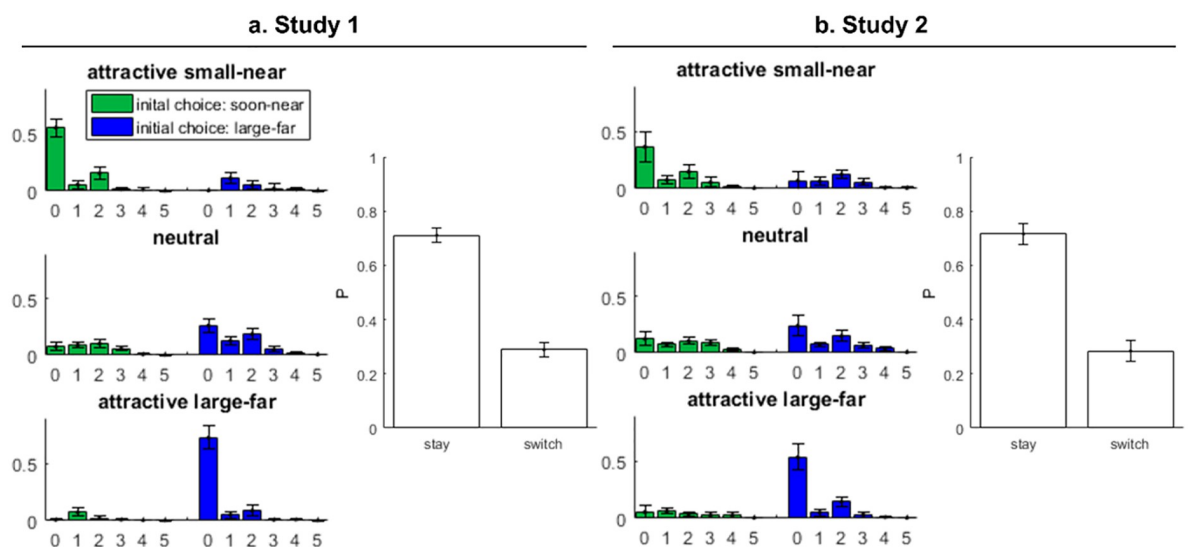 a. Study 1
attractive small-near
inital choice: soon-near
initial choice: large-far
0.5
0
0 1 2 3 4 5 0 1 2 3 4 5
neutral
0.5
0
0 1 2 3 4 5 0 1 2 3 4 5
attractive large-far
0.5
0
0 1 2 3 4 5 0 1 2 3 4 5
1
0.8
0.6
P
0.4
0.2
0
stay switch
b. Study 2
attractive small-near
0.5
0
0 1 2 3 4 5 0 1 2 3 4 5
neutral
0.5
0
0 1 2 3 4 5 0 1 2 3 4 5
attractive large-far
0.5
0
0 1 2 3 4 5 0 1 2 3 4 5
1
0.8
0.6
P
0.4
0.2
0
stay switch